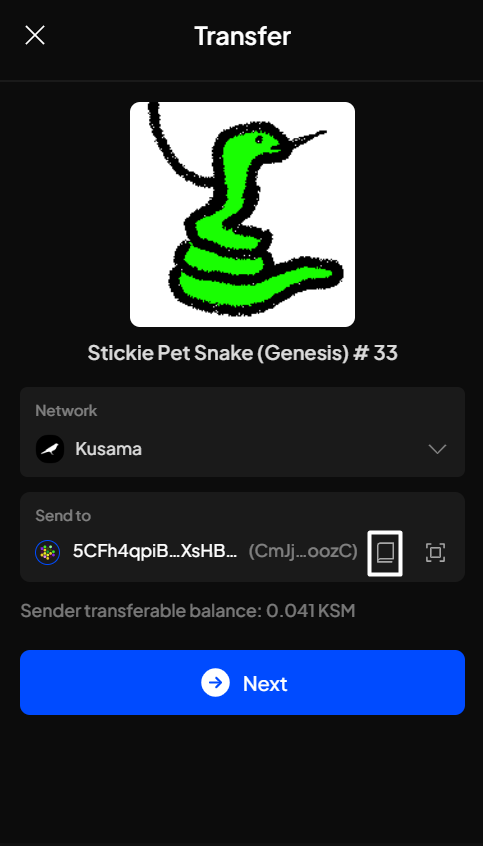 Transfer
Stickie Pet Snake (Genesis) # 33
Network
Kusama
Send to
5CFh4qpiB...XsHB... (CmJj...oozC)
Sender transferable balance: 0.041 KSM
Next